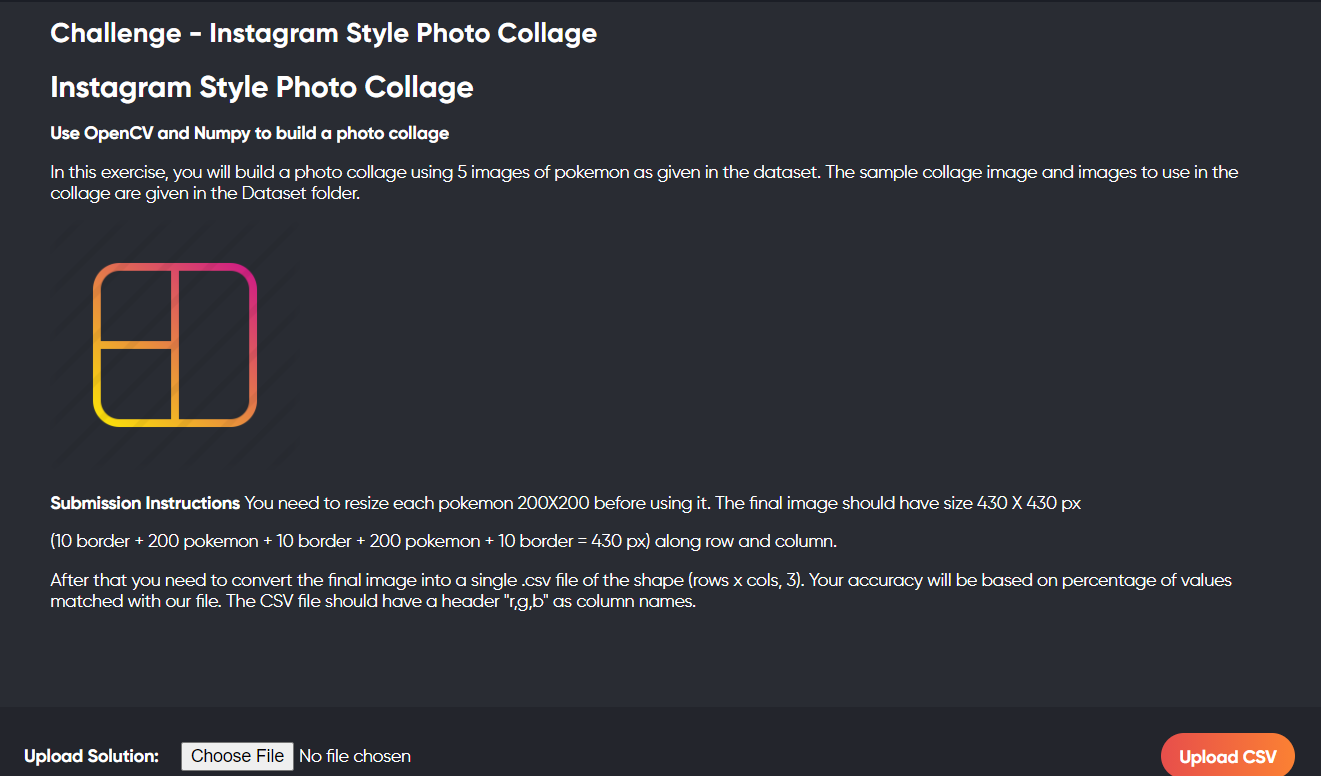 Challenge - Instagram Style Photo Collage
Instagram Style Photo Collage
Use OpenCV and Numpy to build a photo collage
In this exercise, you will build a photo collage using 5 images of pokemon as given in the dataset. The sample collage image and images to use in the
collage are given in the Dataset folder.
Submission Instructions You need to resize each pokemon 200X200 before using it. The final image should have size 430 X 430 px
(10 border + 200 pokemon + 10 border + 200 pokemon + 10 border = 430 px) along row and column.
After that you need to convert the final image into a single .csv file of the shape (rows x cols, 3). Your accuracy will be based on percentage of values
matched with our file. The CSV file should have a header "r,g,b" as column names.
Upload Solution: Choose File No file chosen Upload CSV